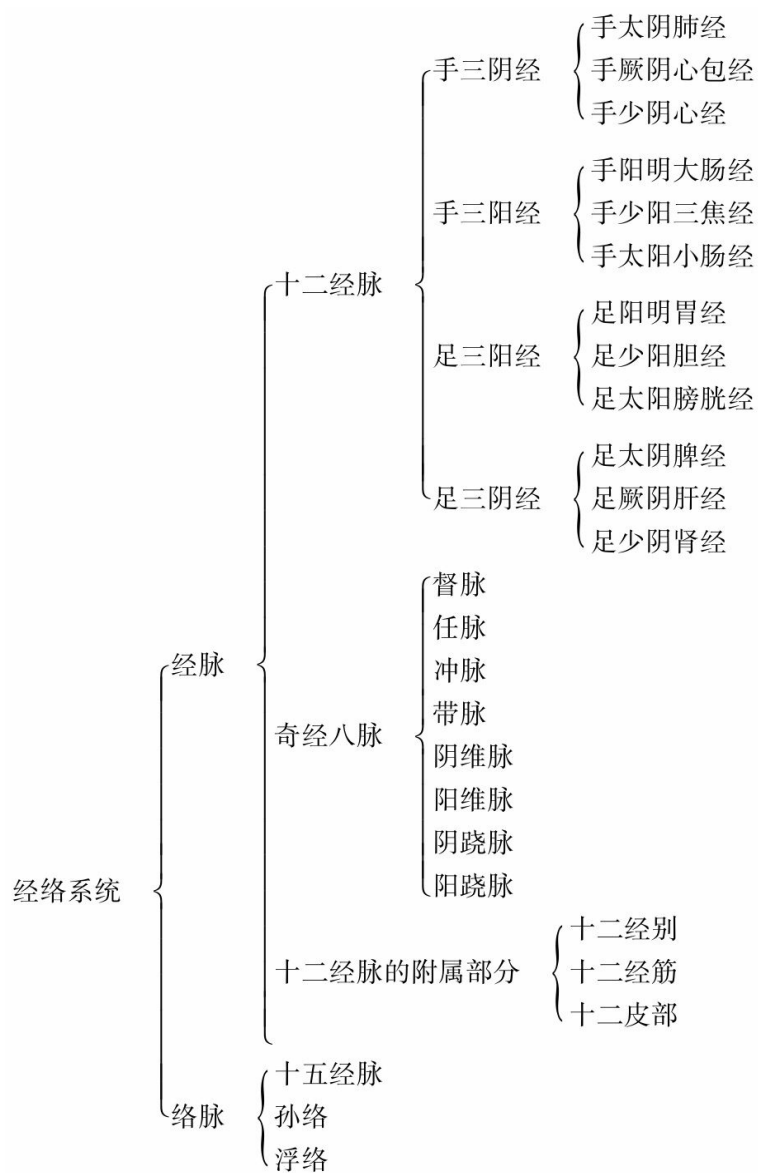 经络系统
经脉
十二经脉
手三阴经
手太阴肺经
手厥阴心包经
手少阴心经
手三阳经
手阳明大肠经
手少阳三焦经
手太阳小肠经
足三阳经
足阳明胃经
足少阳胆经
足太阳膀胱经
足三阴经
足太阴脾经
足厥阴肝经
足少阴肾经
奇经八脉
督脉
任脉
冲脉
带脉
阴维脉
阳维脉
阴跷脉
阳跷脉
十二经脉的附属部分
十二经别
十二经筋
十二皮部
络脉
十五经脉
孙络
浮络